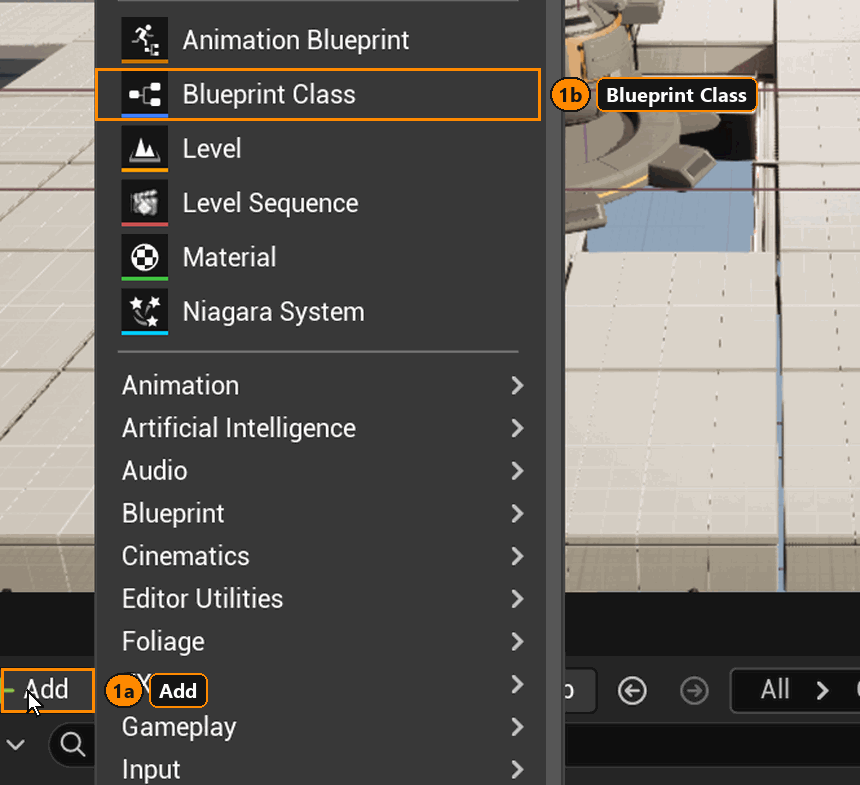 Animation Blueprint
Blueprint Class
1b Blueprint Class
Level
Level Sequence
Material
Niagara System
Animation
Artificial Intelligence
Audio
Blueprint
Cinematics
Editor Utilities
Foliage
Add
1a Add
All
Gameplay
Input